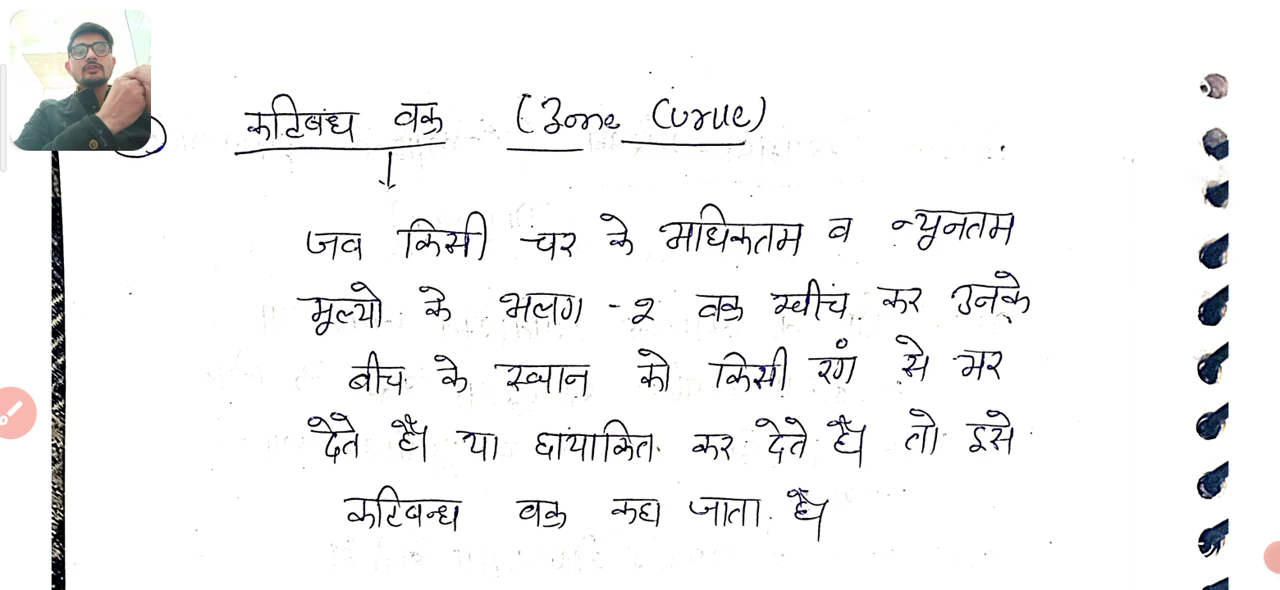 कटिबंध वक्र (Zone Curve)
जब किसी चर के अधिकतम व न्यूनतम
मूल्यो के अलग - २ वक्र खीच कर उनके
बीच के स्थान को किसी रंग से भर
देते है। या छायाकित कर देते है। तो इसे
कटिबन्ध वक्र कहा जाता है।